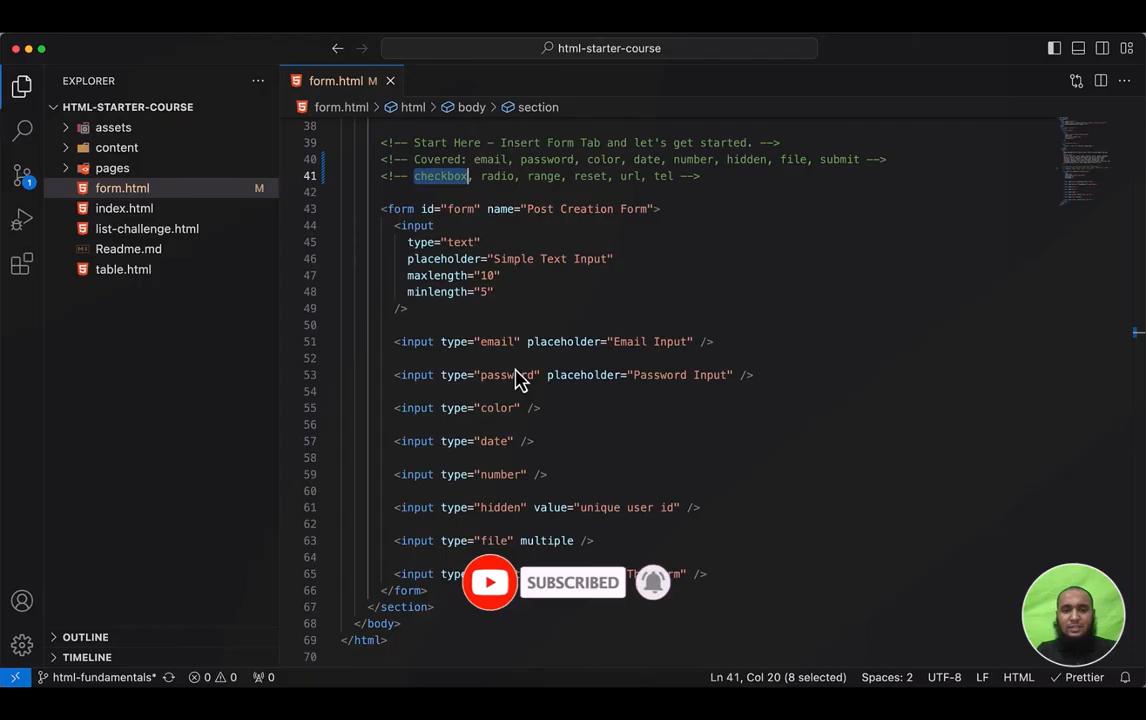 html-starter-course
EXPLORER
form.html M
HTML-STARTER-COURSE
form.html > html > body > section
assets
content
pages
form.html M
index.html
list-challenge.html
Readme.md
table.html
1
38
39 <!-- Start Here - Insert Form Tab and let's get started. -->
40 <!-- Covered: email, password, color, date, number, hidden, file, submit -->
41 <!-- checkbox, radio, range, reset, url, tel -->
42
43 <form id="form" name="Post Creation Form">
44 <input
45 type="text"
46 placeholder="Simple Text Input"
47 maxlength="10"
48 minlength="5"
49 />
50
51 <input type="email" placeholder="Email Input" />
52
53 <input type="password" placeholder="Password Input" />
54
55 <input type="color" />
56
57 <input type="date" />
58
59 <input type="number" />
60
61 <input type="hidden" value="unique user id" />
62
63 <input type="file" multiple />
64
65 <input " />
66 </form>
67 </section>
68 </body>
69 </html>
70
SUBSCRIBED
OUTLINE
TIMELINE
html-fundamentals* 0 0 0 Ln 41, Col 20 (8 selected) Spaces: 2 UTF-8 LF HTML Prettier